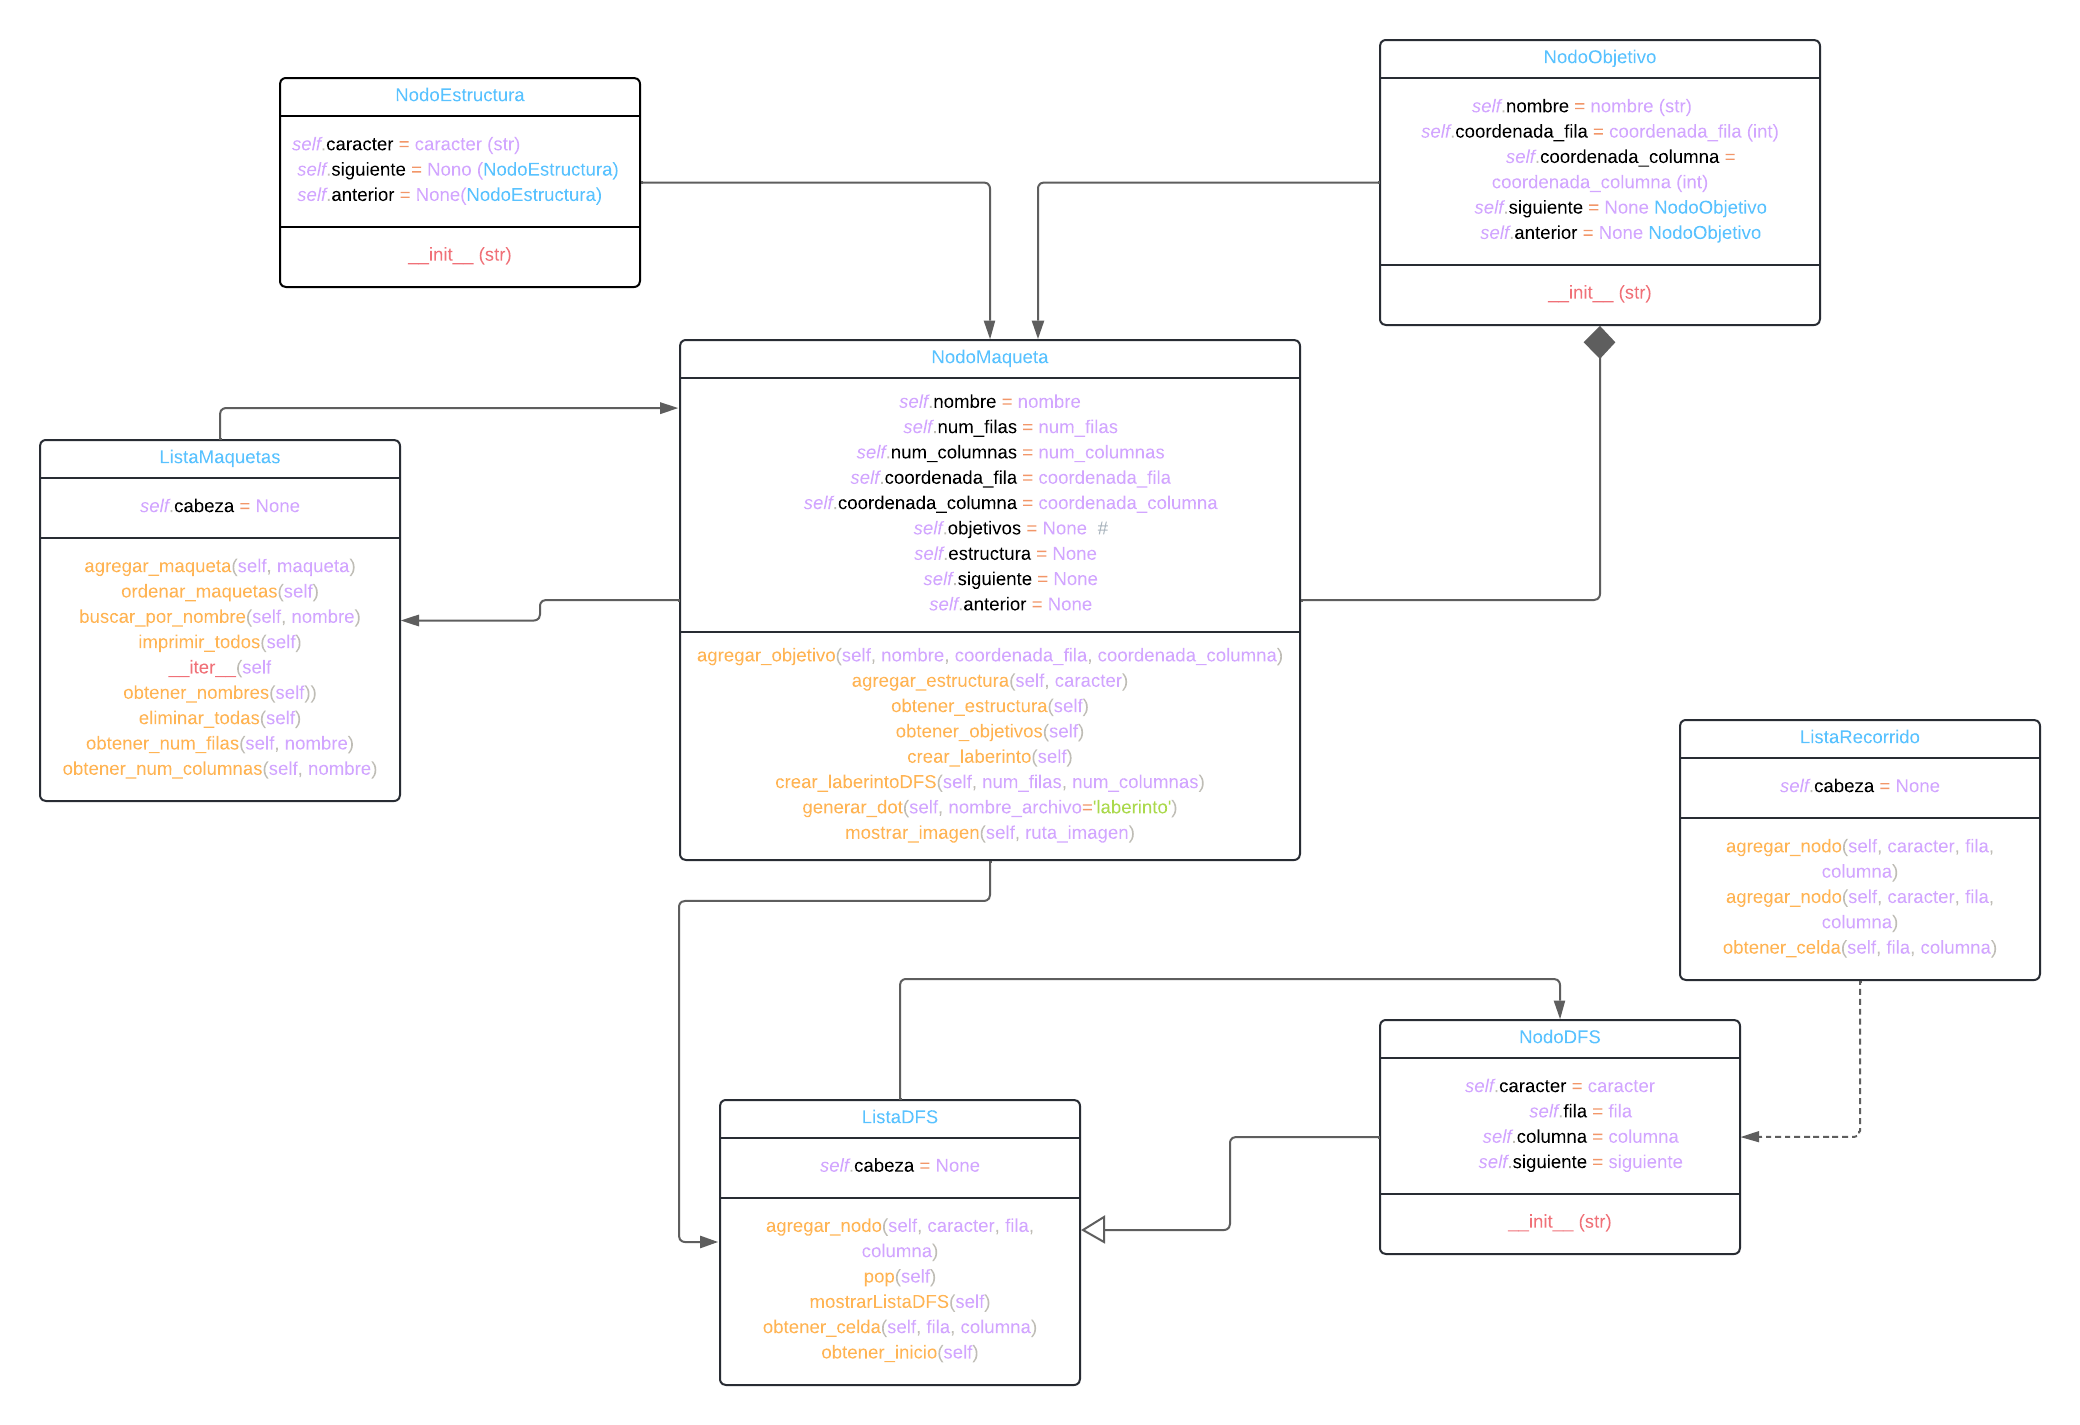 NodoEstructura
self.caracter = caracter (str)
self.siguiente = Nono (NodoEstructura)
self.anterior = None(NodoEstructura)
__init__ (str)
NodoObjetivo
self.nombre = nombre (str)
self.coordenada_fila = coordenada_fila (int)
self.coordenada_columna =
coordenada_columna (int)
self.siguiente = None NodoObjetivo
self.anterior = None NodoObjetivo
__init__ (str)
NodoMaqueta
self.nombre = nombre
self.num_filas = num_filas
self.num_columnas = num_columnas
self.coordenada_fila = coordenada_fila
self.coordenada_columna = coordenada_columna
self.objetivos = None  #
self.estructura = None
self.siguiente = None
self.anterior = None
agregar_objetivo(self, nombre, coordenada_fila, coordenada_columna)
agregar_estructura(self, caracter)
obtener_estructura(self)
obtener_objetivos(self)
crear_laberinto(self)
crear_laberintoDFS(self, num_filas, num_columnas)
generar_dot(self, nombre_archivo='laberinto')
mostrar_imagen(self, ruta_imagen)
ListaMaquetas
self.cabeza = None
agregar_maqueta(self, maqueta)
ordenar_maquetas(self)
buscar_por_nombre(self, nombre)
imprimir_todos(self)
__iter__(self
obtener_nombres(self))
eliminar_todas(self)
obtener_num_filas(self, nombre)
obtener_num_columnas(self, nombre)
ListaRecorrido
self.cabeza = None
agregar_nodo(self, caracter, fila,
columna)
agregar_nodo(self, caracter, fila,
columna)
obtener_celda(self, fila, columna)
NodoDFS
self.caracter = caracter
self.fila = fila
self.columna = columna
self.siguiente = siguiente
__init__ (str)
ListaDFS
self.cabeza = None
agregar_nodo(self, caracter, fila,
columna)
pop(self)
mostrarListaDFS(self)
obtener_celda(self, fila, columna)
obtener_inicio(self)